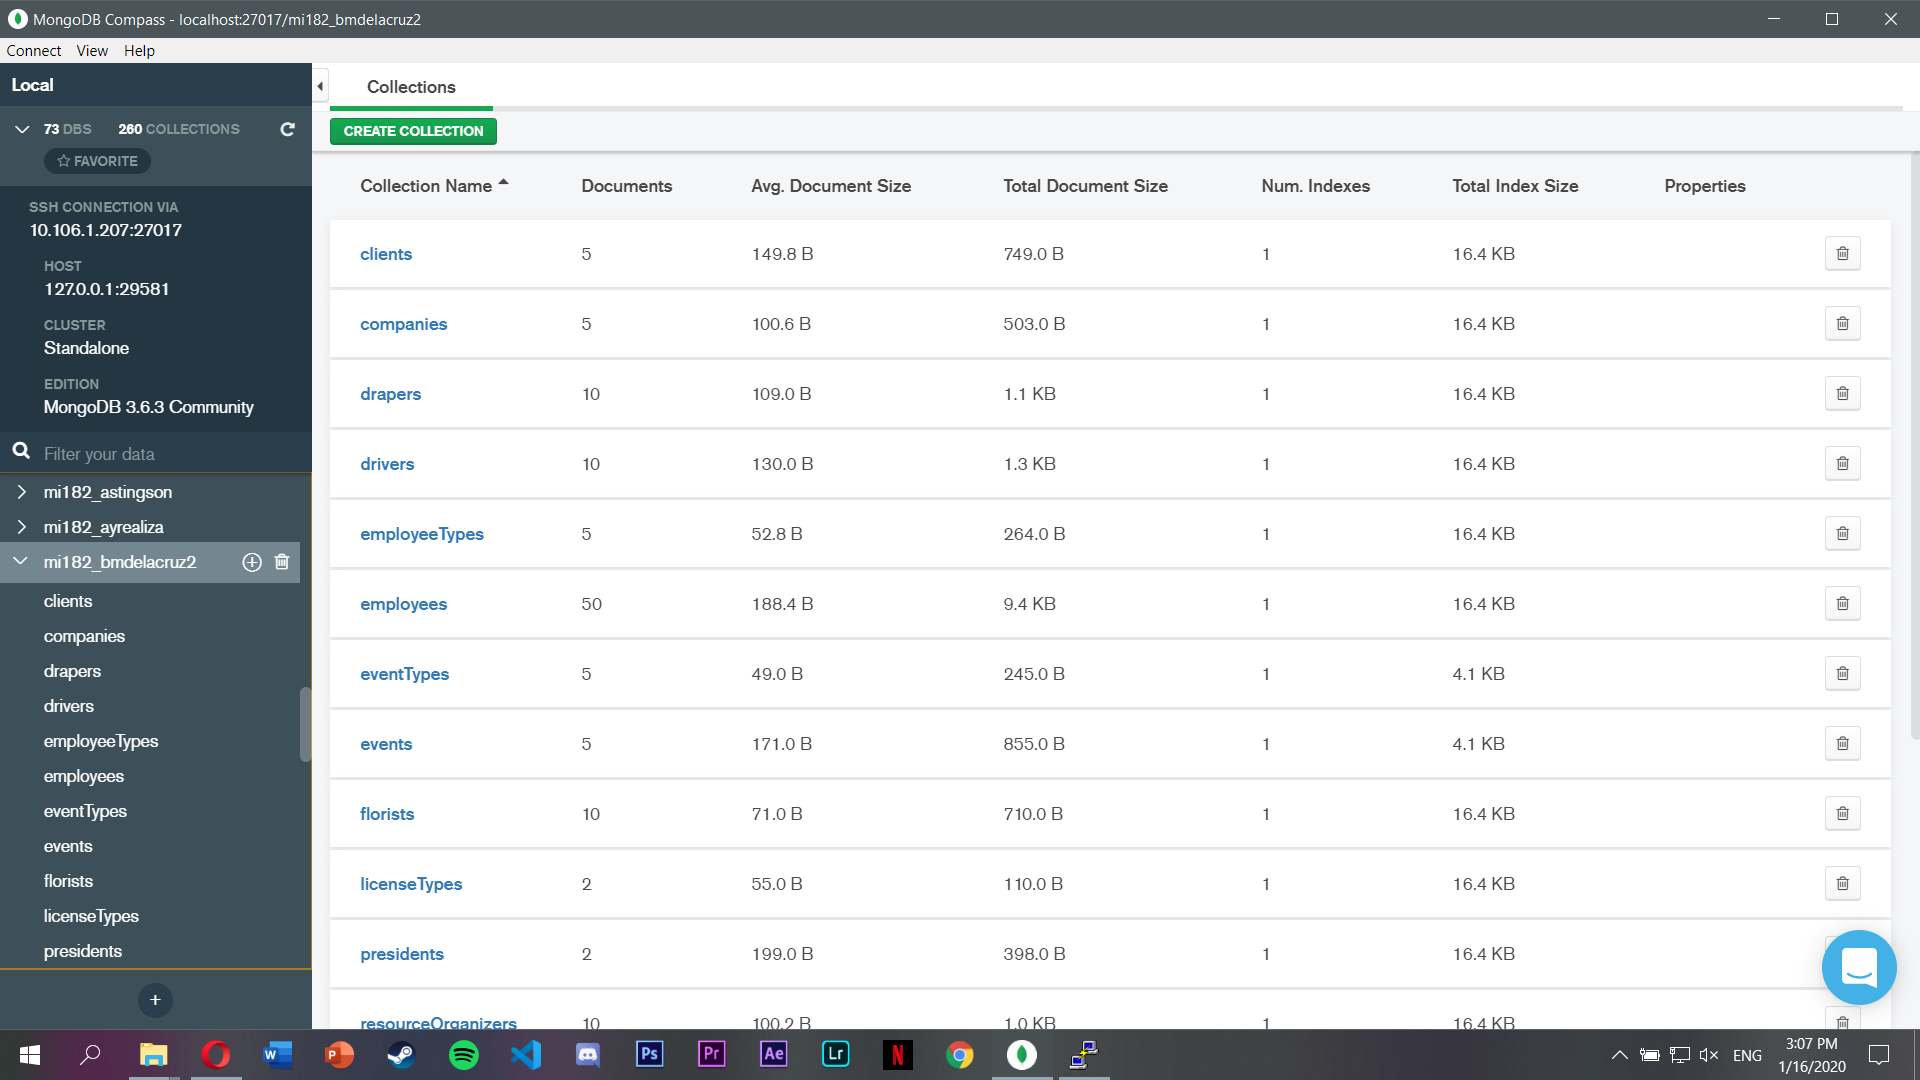 MongoDB Compass - localhost:27017/mi182_bmdelacruz2
Connect View Help
Local
73 DBS 260 COLLECTIONS
FAVORITE
SSH CONNECTION VIA
10.106.1.207:27017
HOST
127.0.0.1:29581
CLUSTER
Standalone
EDITION
MongoDB 3.6.3 Community
Filter your data
mi182_astingson
mi182_ayrealiza
mi182_bmdelacruz2
clients
companies
drapers
drivers
employeeTypes
employees
eventTypes
events
florists
licenseTypes
presidents
+
Collections
CREATE COLLECTION
Collection Name Documents Avg. Document Size Total Document Size Num. Indexes Total Index Size Properties
clients 5 149.8 B 749.0 B 1 16.4 KB
companies 5 100.6 B 503.0 B 1 16.4 KB
drapers 10 109.0 B 1.1 KB 1 16.4 KB
drivers 10 130.0 B 1.3 KB 1 16.4 KB
employeeTypes 5 52.8 B 264.0 B 1 16.4 KB
employees 50 188.4 B 9.4 KB 1 16.4 KB
eventTypes 5 49.0 B 245.0 B 1 4.1 KB
events 5 171.0 B 855.0 B 1 4.1 KB
florists 10 71.0 B 710.0 B 1 16.4 KB
licenseTypes 2 55.0 B 110.0 B 1 16.4 KB
presidents 2 199.0 B 398.0 B 1 16.4 KB
resourceOrganizers 10 100.2 B 1.0 KB 1 16.4 KB
Ps Pr Ae Lr N
ENG
3:07 PM
1/16/2020